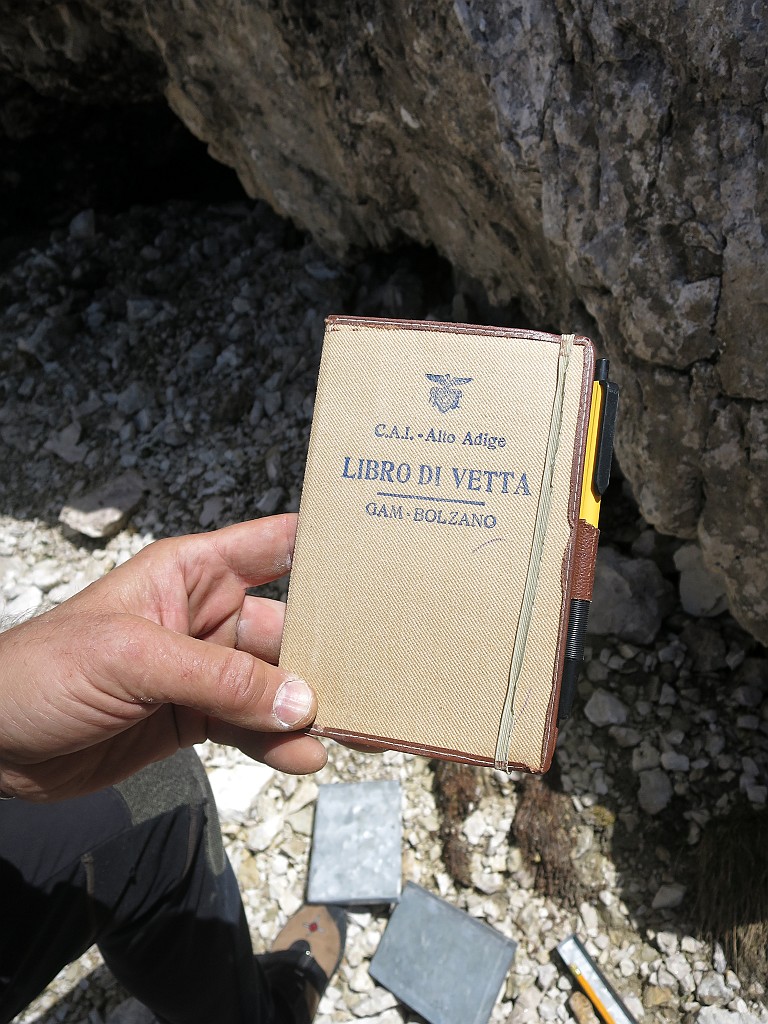 C.A.I. - Alto Adige
LIBRO DI VETTA
GAM - BOLZANO